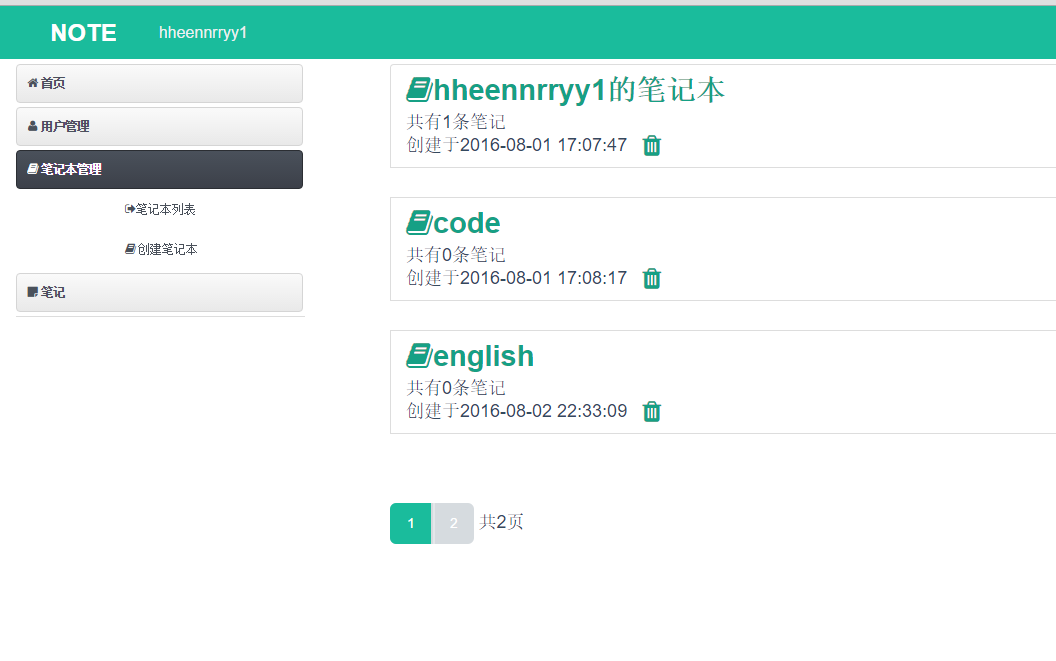 NOTE hheennrryy1
首页
用户管理
笔记本管理
笔记本列表
创建笔记本
笔记
hheennrryy1的笔记本
共有1条笔记
创建于2016-08-01 17:07:47
code
共有0条笔记
创建于2016-08-01 17:08:17
english
共有0条笔记
创建于2016-08-02 22:33:09
1 2 共2页